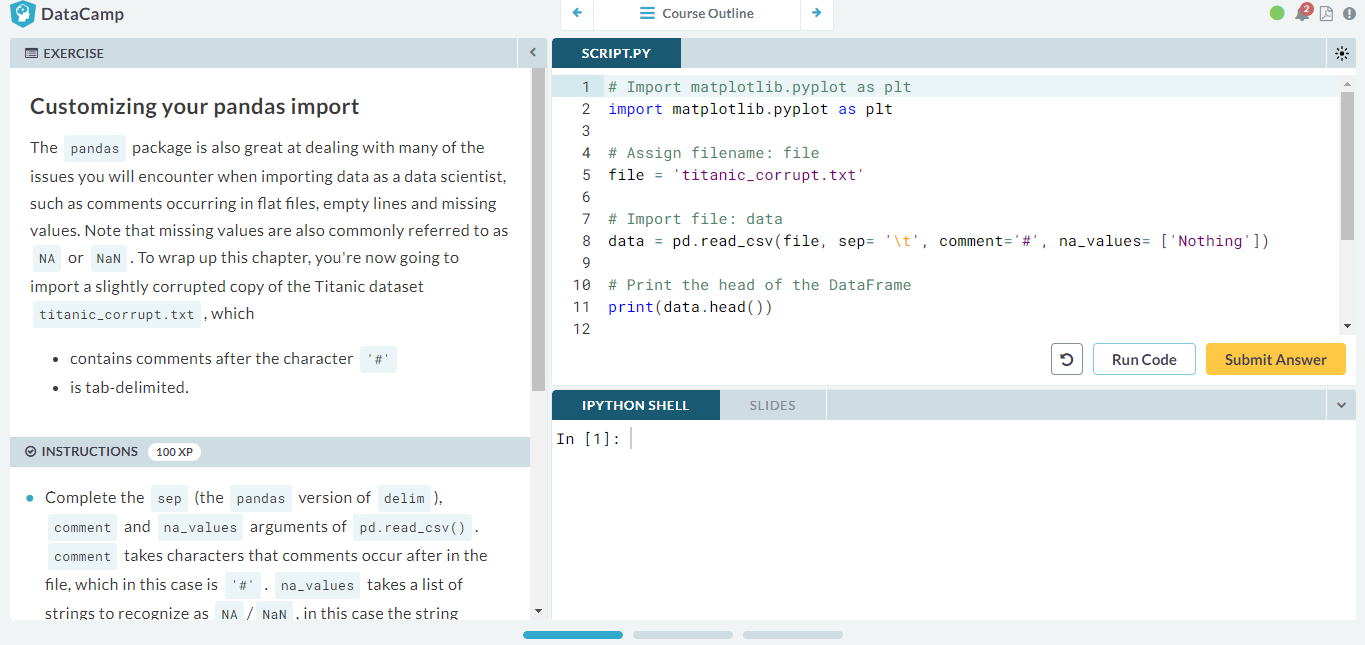 DataCamp
Course Outline
2
EXERCISE
Customizing your pandas import
The pandas package is also great at dealing with many of the
issues you will encounter when importing data as a data scientist,
such as comments occurring in flat files, empty lines and missing
values. Note that missing values are also commonly referred to as
NA or NaN . To wrap up this chapter, you're now going to
import a slightly corrupted copy of the Titanic dataset
titanic_corrupt.txt , which
• contains comments after the character '#'
• is tab-delimited.
INSTRUCTIONS 100 XP
• Complete the sep (the pandas version of delim ),
comment and na_values arguments of pd.read_csv() .
comment takes characters that comments occur after in the
file, which in this case is '#' . na_values takes a list of
strings to recognize as NA / NaN , in this case the string
SCRIPT.PY
1 # Import matplotlib.pyplot as plt
2 import matplotlib.pyplot as plt
3
4 # Assign filename: file
5 file = 'titanic_corrupt.txt'
6
7 # Import file: data
8 data = pd.read_csv(file, sep= '\t', comment='#', na_values= ['Nothing'])
9
10 # Print the head of the DataFrame
11 print(data.head())
12
Run Code
Submit Answer
IPYTHON SHELL
SLIDES
In [1]: